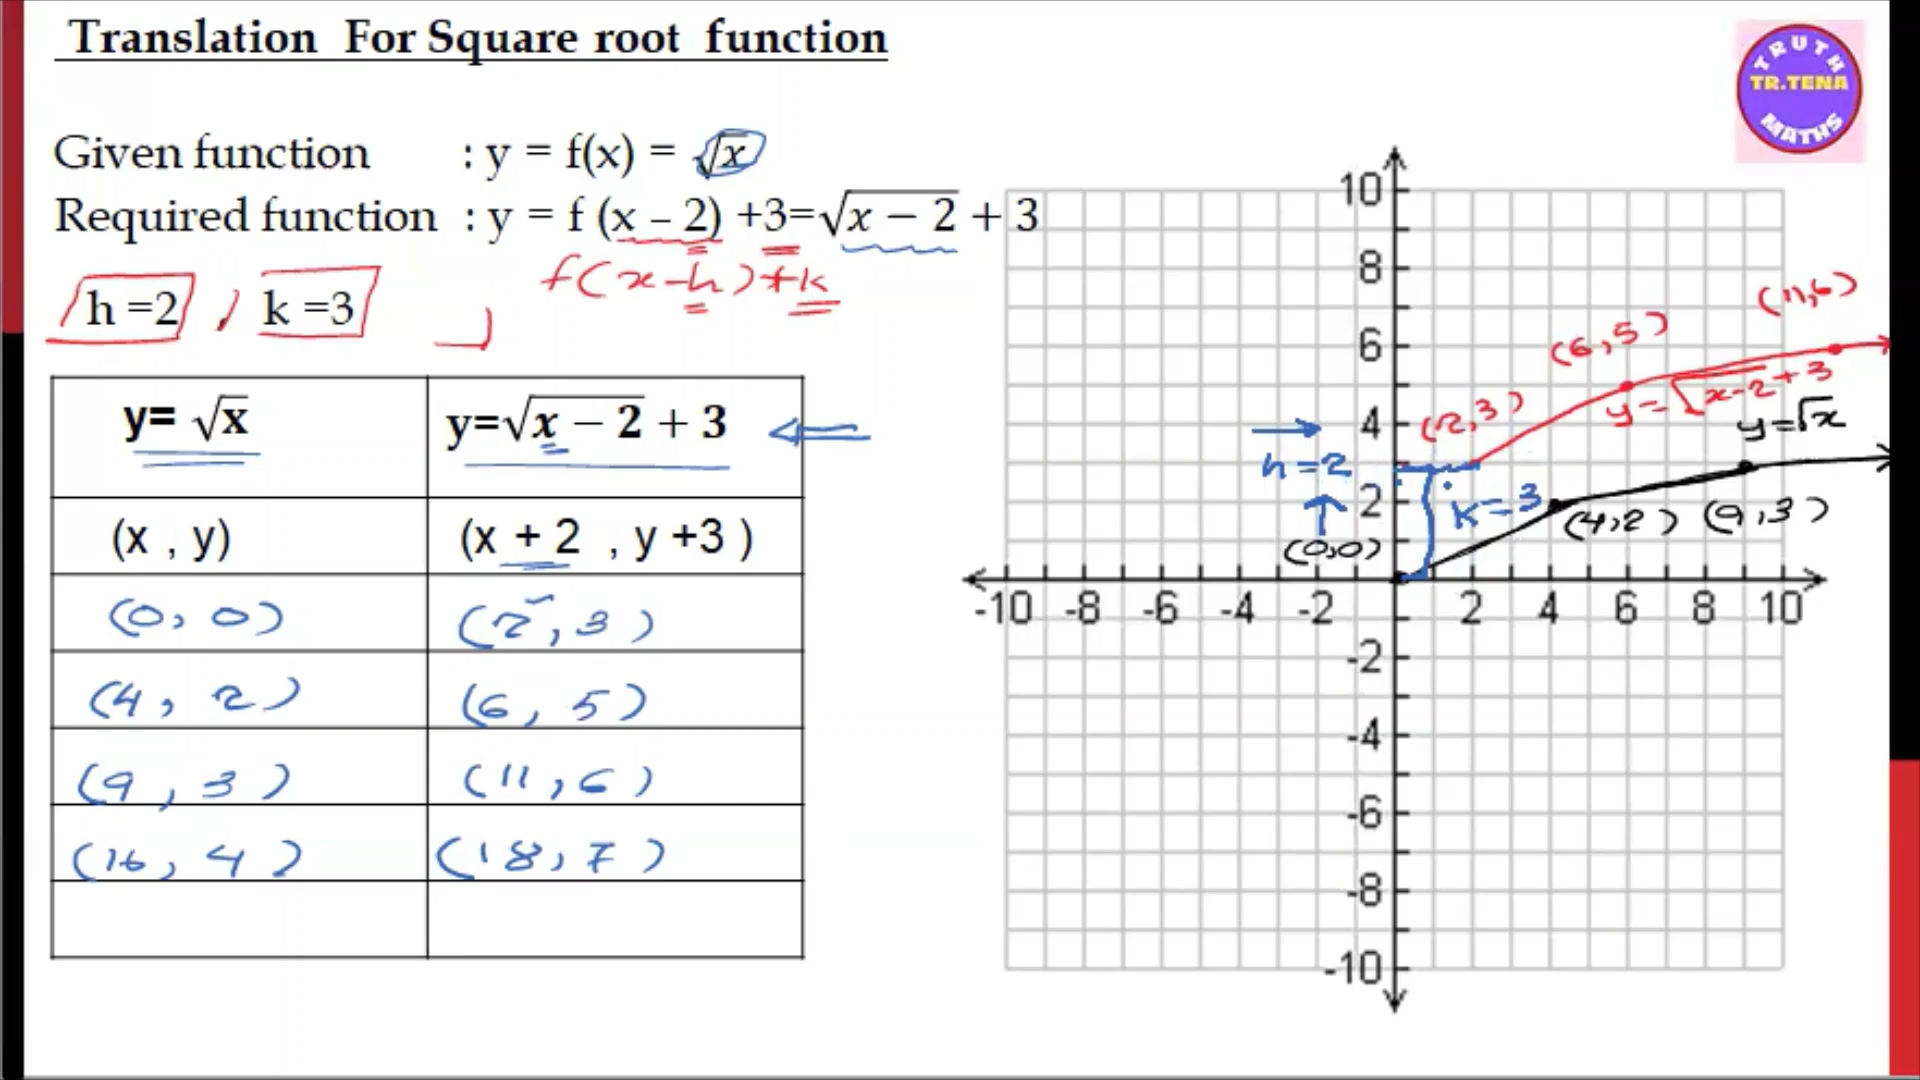 Translation For Square root function
TRUTH
TR.TENA
MATHS
Given function : y = f(x) = √x
Required function : y = f (x – 2) +3=√x − 2 + 3
f(x-h)+k
h =2 , k =3
y= √x y=√x − 2 + 3
(x , y) (x + 2 , y +3 )
(0, 0) (2, 3)
(4, 2) (6, 5)
(9, 3) (11, 6)
(16, 4) (18, 7)
10
8
6
4
2
-10 -8 -6 -4 -2 2 4 6 8 10
-2
-4
-6
-8
-10
(11,6)
(6,5)
(2,3)
y=√x-2+3
y=√x
h=2
k=3
(0,0)
(4,2) (9,3)